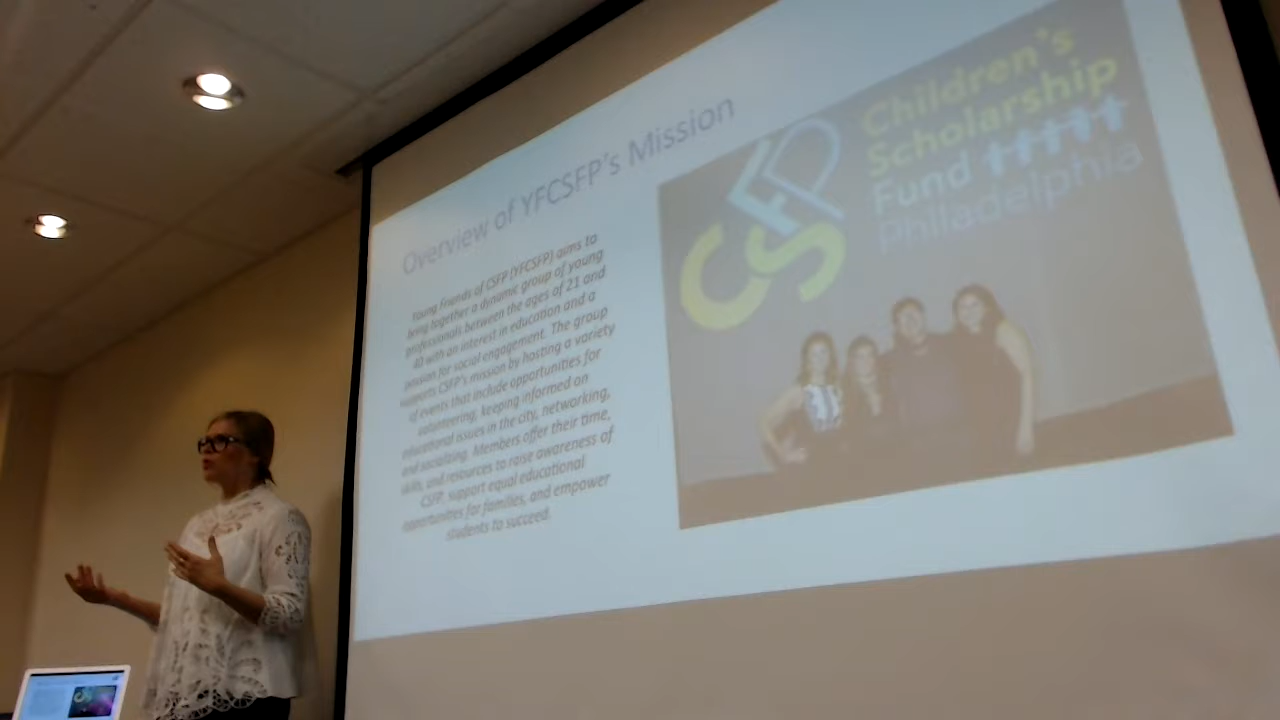 Overview of YFCSFP's Mission
Young Friends of CSFP (YFCSFP) aims to
bring together a dynamic group of young
professionals between the ages of 21 and
40 with an interest in education and a
passion for social engagement. The group
supports CSFP's mission by hosting a variety
of events that include opportunities for
volunteering, keeping informed on
educational issues in the city, networking,
and socializing. Members offer their time,
skills, and resources to raise awareness of
CSFP, support equal educational
opportunities for families, and empower
students to succeed.
CSFP
Children's
Scholarship
Fund
Philadelphia